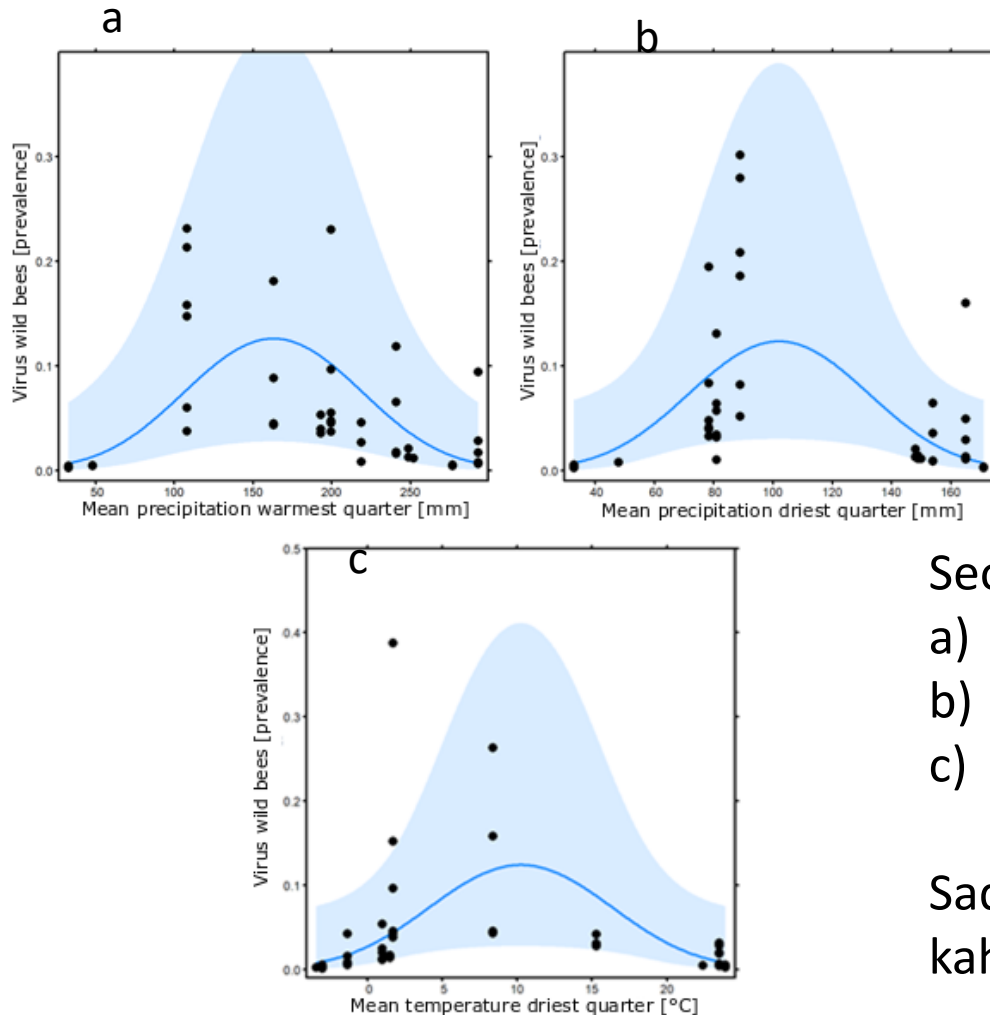 a
b
Virus wild bees [prevalence]
0.3
0.2
0.1
0.0
50 100 150 200 250
Mean precipitation warmest quarter [mm]
Virus wild bees [prevalence]
0.3
0.2
0.1
0.0
40 60 80 100 120 140 160
Mean precipitation driest quarter [mm]
c
Virus wild bees [prevalence]
0.5
0.4
0.3
0.2
0.1
0.0
0 5 10 15 20
Mean temperature driest quarter [°C]
a)
b)
c)